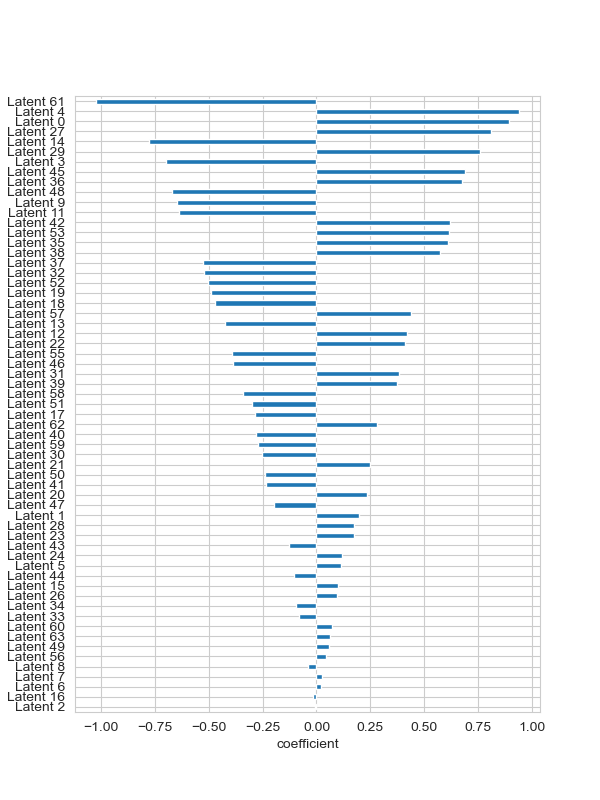 Latent 61
Latent 4
Latent 0
Latent 27
Latent 14
Latent 29
Latent 3
Latent 45
Latent 36
Latent 48
Latent 9
Latent 11
Latent 42
Latent 53
Latent 35
Latent 38
Latent 37
Latent 32
Latent 52
Latent 19
Latent 18
Latent 57
Latent 13
Latent 12
Latent 22
Latent 55
Latent 46
Latent 31
Latent 39
Latent 58
Latent 51
Latent 17
Latent 62
Latent 40
Latent 59
Latent 30
Latent 21
Latent 50
Latent 41
Latent 20
Latent 47
Latent 1
Latent 28
Latent 23
Latent 43
Latent 24
Latent 5
Latent 44
Latent 15
Latent 26
Latent 34
Latent 33
Latent 60
Latent 63
Latent 49
Latent 56
Latent 8
Latent 7
Latent 6
Latent 16
Latent 2
−1.00 −0.75 −0.50 −0.25 0.00 0.25 0.50 0.75 1.00
coefficient